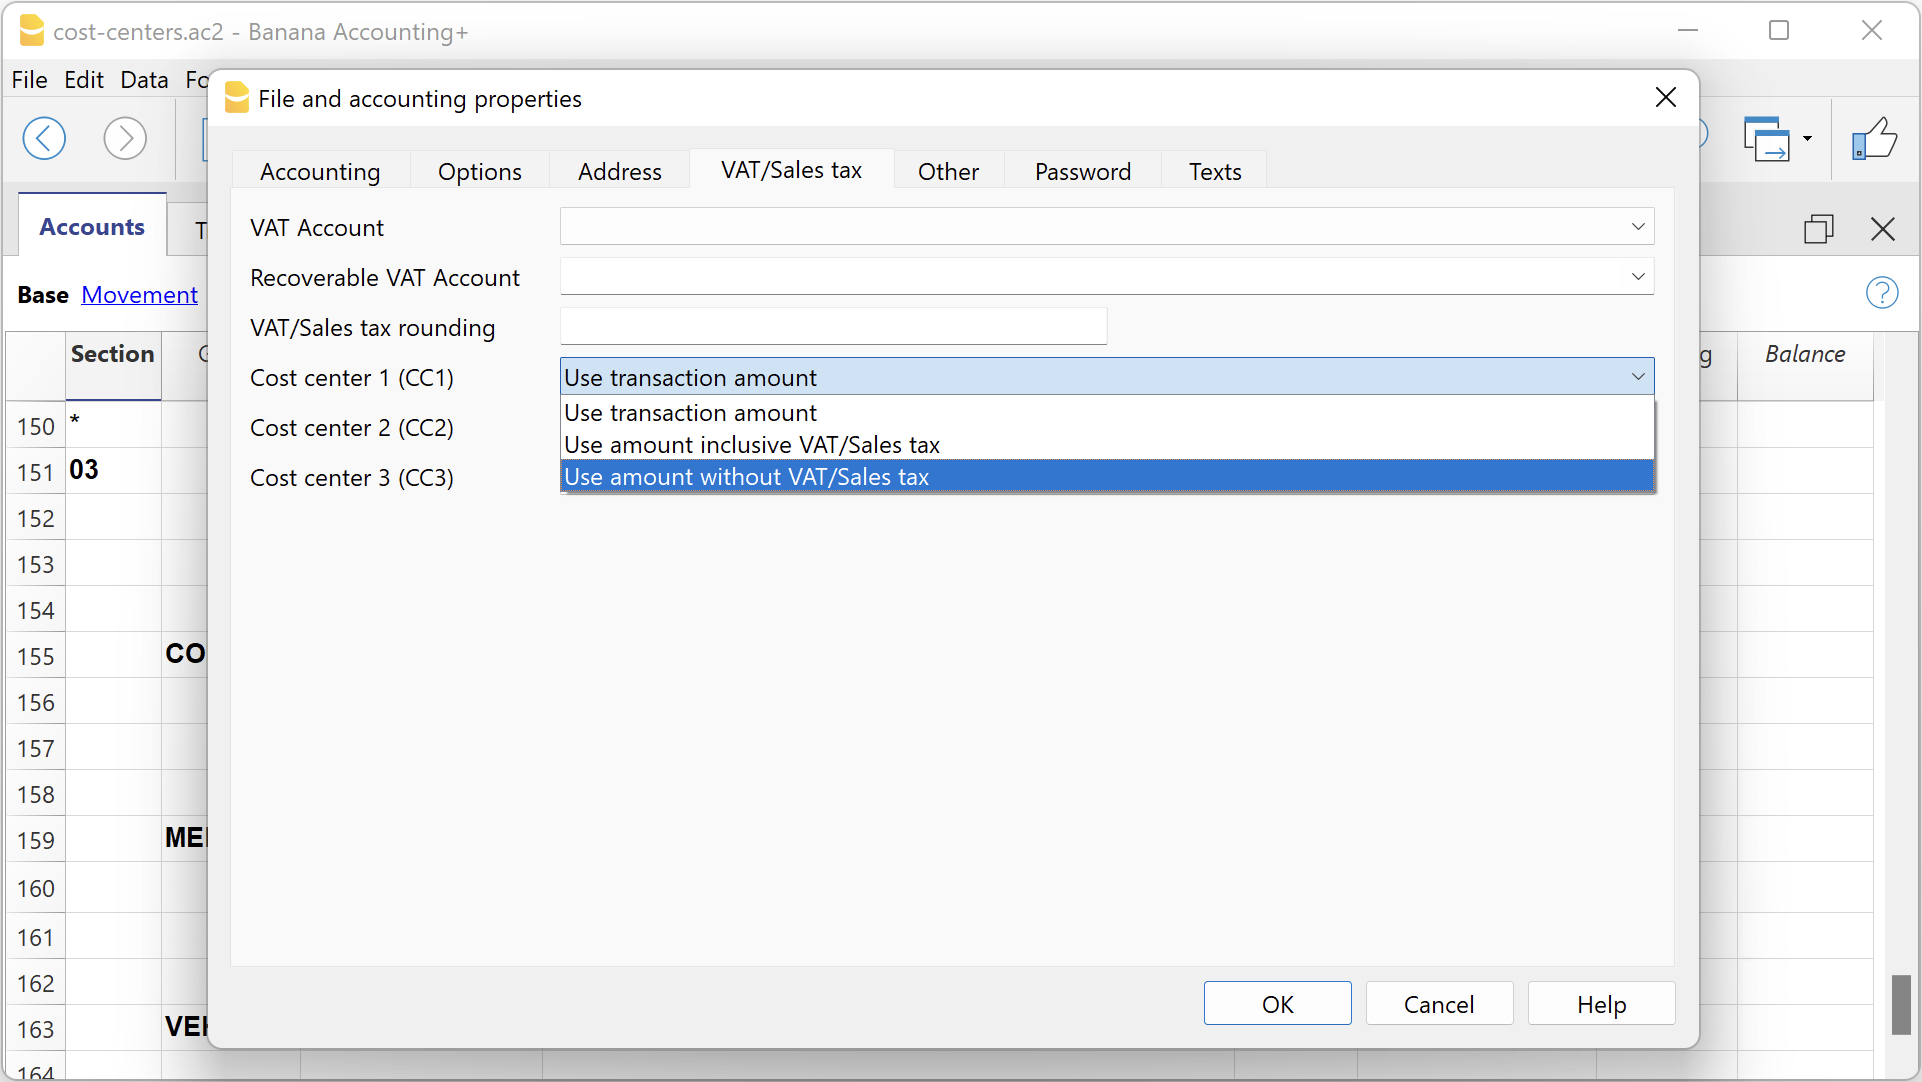 cost-centers.ac2 - Banana Accounting+
File Edit Data Fo
File and accounting properties
Accounting Options Address VAT/Sales tax Other Password Texts
Accounts T
Base Movement
VAT Account
Recoverable VAT Account
VAT/Sales tax rounding
Cost center 1 (CC1) Use transaction amount
Use transaction amount
Cost center 2 (CC2)
Use amount inclusive VAT/Sales tax
Cost center 3 (CC3) Use amount without VAT/Sales tax
Section G g Balance
150 *
151 03
152
153
154
155 CO
156
157
158
159 ME
160
161
162
163 VEH
164
OK Cancel Help